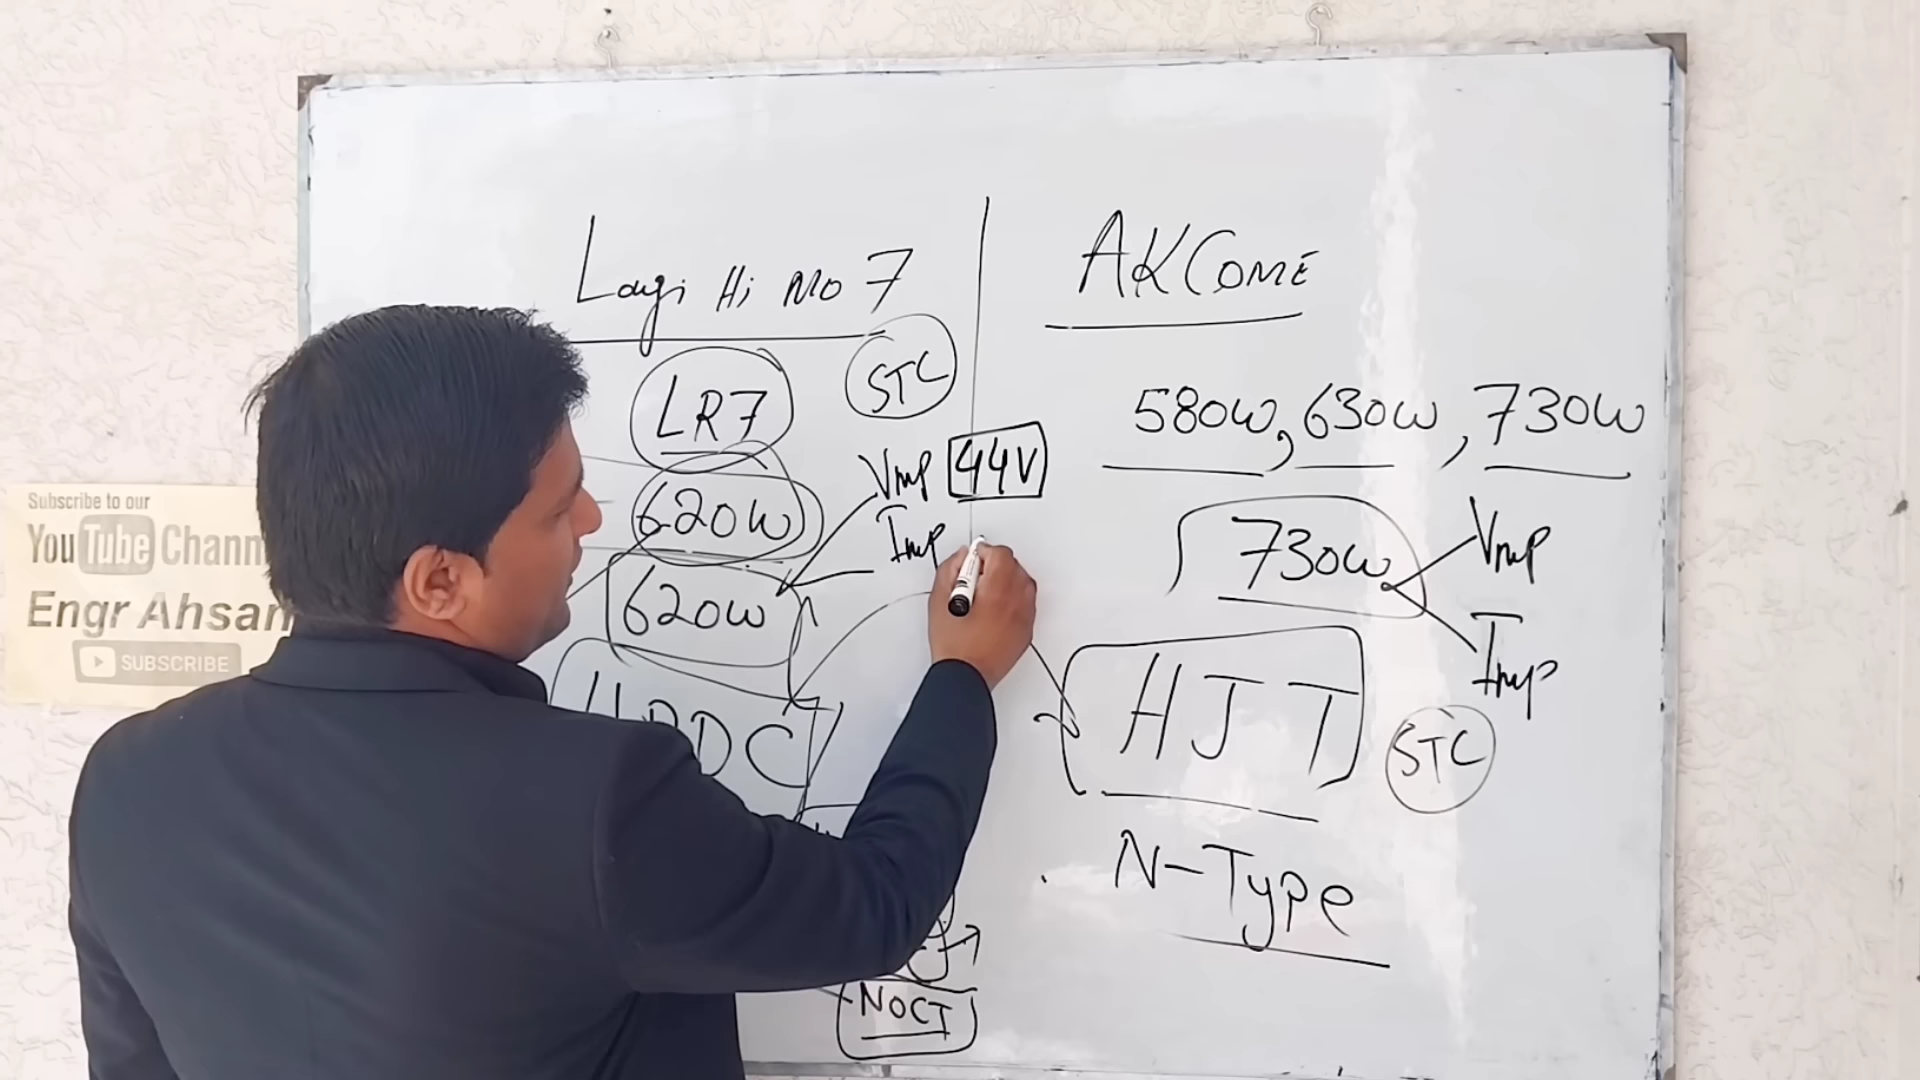 Longi Hi Mo 7
LR7
STC
620W
Vmp 44V
Imp
620W
NOCT
AKCOME
580W, 630W, 730W
730W
Vmp
Imp
HJT
STC
N-Type
Subscribe to our
YouTube Chann
Engr Ahsan
SUBSCRIBE